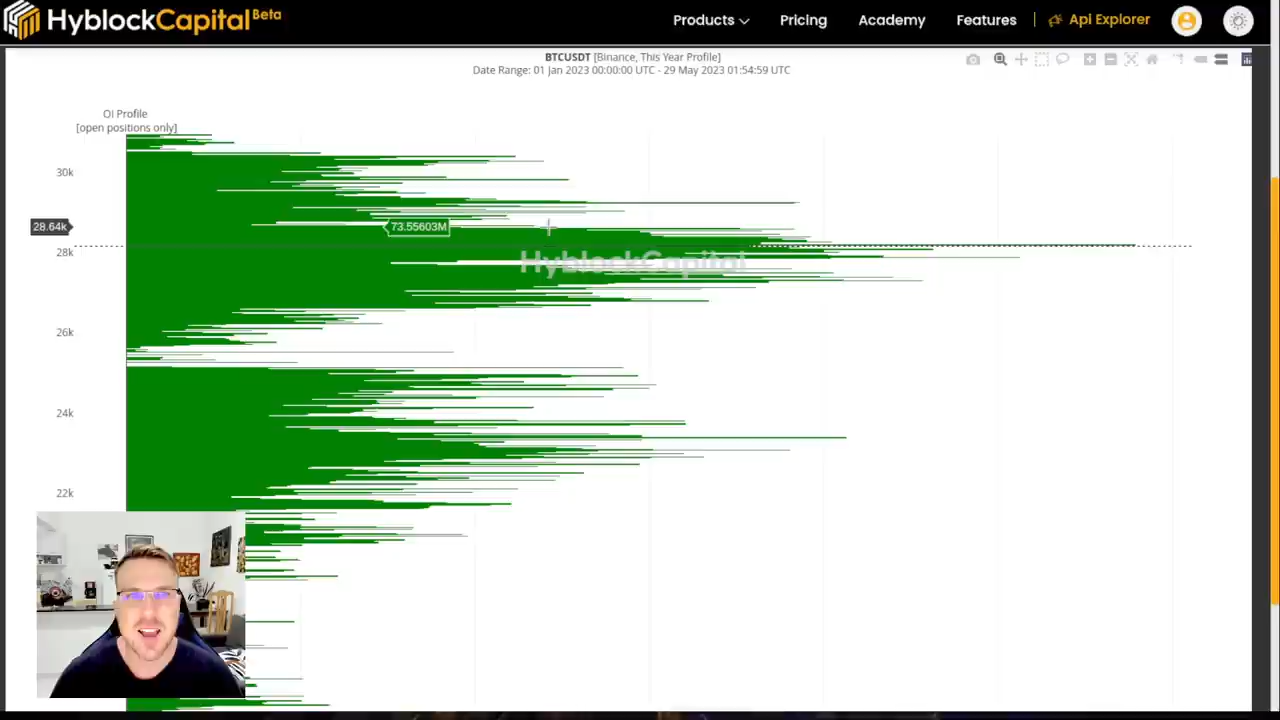 HyblockCapital Beta
Products Pricing Academy Features Api Explorer
BTCUSDT [Binance, This Year Profile]
Date Range: 01 Jan 2023 00:00:00 UTC - 29 May 2023 01:54:59 UTC
OI Profile
[open positions only]
30k
28.64k
73.55603M
28k
HyblockCapital
26k
24k
22k